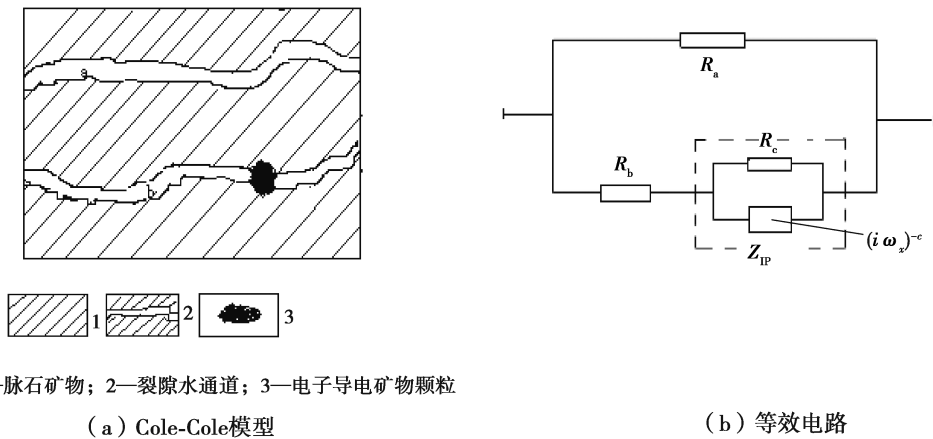 R_a
R_b
R_c
(iω_x)^{-c}
Z_IP
1
2
3
脉石矿物；2—裂隙水通道；3—电子导电矿物颗粒
（a）Cole-Cole模型
（b）等效电路